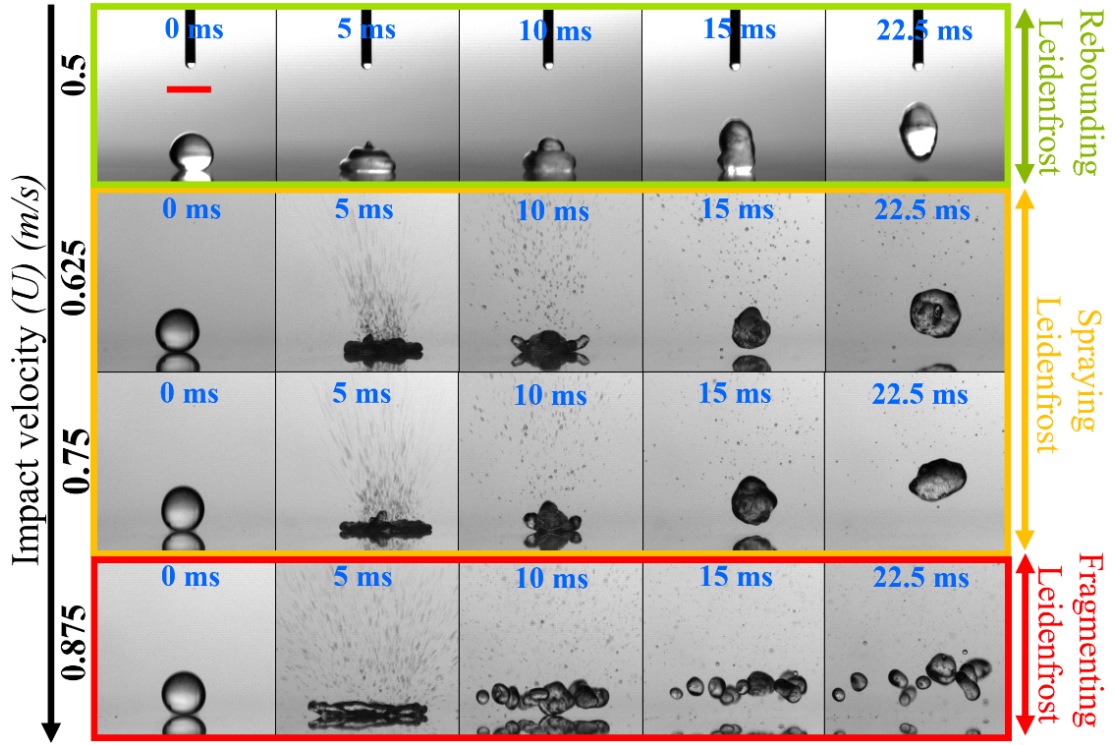 Impact velocity (U) (m/s)
0.5
0 ms
5 ms
10 ms
15 ms
22.5 ms
Rebounding
Leidenfrost
0.625
0 ms
5 ms
10 ms
15 ms
22.5 ms
Spraying
Leidenfrost
0.75
0 ms
5 ms
10 ms
15 ms
22.5 ms
0.875
0 ms
5 ms
10 ms
15 ms
22.5 ms
Fragmenting
Leidenfrost